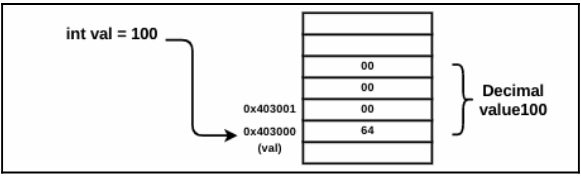 int val = 100
00
00
0x403001 00
0x403000 64
(val)
Decimal
value100